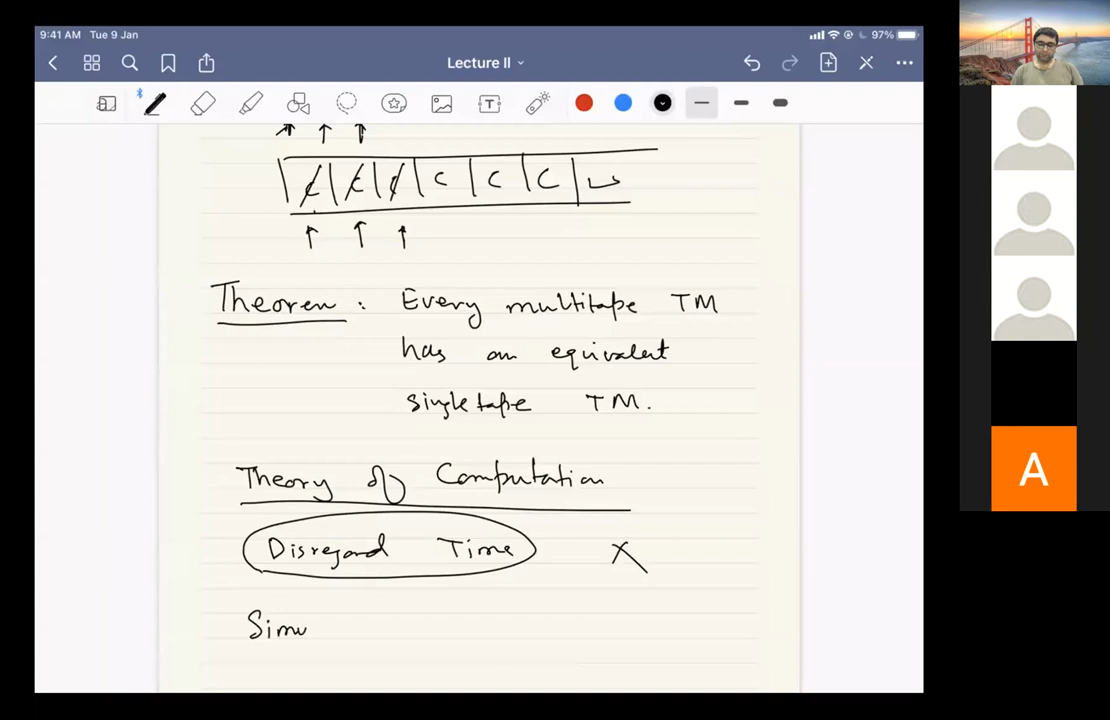 9:41 AM Tue 9 Jan
97%
Lecture II
T
C C C C C C ␣
Theorem : Every multitape TM
has an equivalent
singletape TM.
Theory of Computation
Disregard Time X
Simu
A